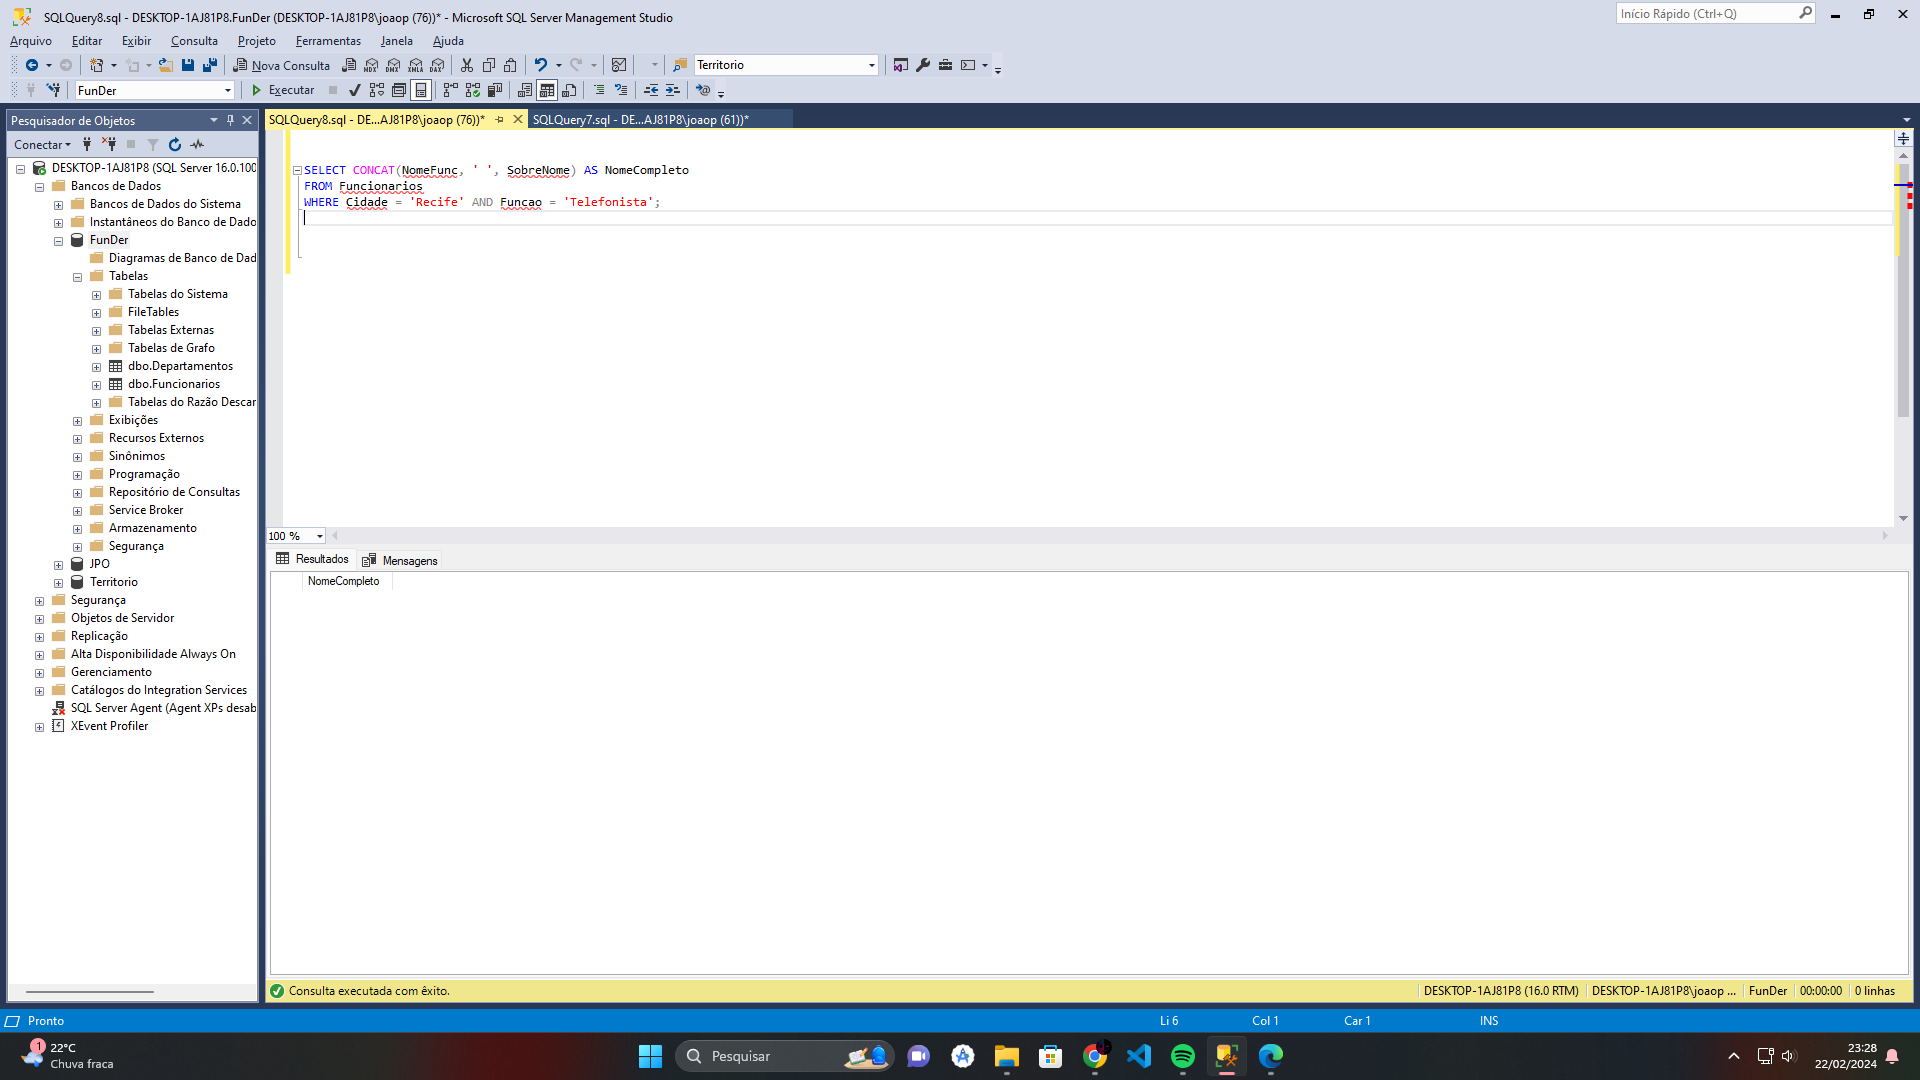 SQLQuery8.sql - DESKTOP-1AJ81P8.FunDer (DESKTOP-1AJ81P8\joaop (76))* - Microsoft SQL Server Management Studio
Início Rápido (Ctrl+Q)
Arquivo Editar Exibir Consulta Projeto Ferramentas Janela Ajuda
Nova Consulta
MDX DMX XMLA DAX
Territorio
FunDer
Executar
Pesquisador de Objetos
SQLQuery8.sql - DE...AJ81P8\joaop (76))*
SQLQuery7.sql - DE...AJ81P8\joaop (61))*
Conectar
DESKTOP-1AJ81P8 (SQL Server 16.0.100
Bancos de Dados
Bancos de Dados do Sistema
Instantâneos do Banco de Dado
FunDer
Diagramas de Banco de Dad
Tabelas
Tabelas do Sistema
FileTables
Tabelas Externas
Tabelas de Grafo
dbo.Departamentos
dbo.Funcionarios
Tabelas do Razão Descar
Exibições
Recursos Externos
Sinônimos
Programação
Repositório de Consultas
Service Broker
Armazenamento
Segurança
JPO
Territorio
Segurança
Objetos de Servidor
Replicação
Alta Disponibilidade Always On
Gerenciamento
Catálogos do Integration Services
SQL Server Agent (Agent XPs desab
XEvent Profiler
SELECT CONCAT(NomeFunc, ' ', SobreNome) AS NomeCompleto
FROM Funcionarios
WHERE Cidade = 'Recife' AND Funcao = 'Telefonista';
100 %
Resultados
Mensagens
NomeCompleto
Consulta executada com êxito.
DESKTOP-1AJ81P8 (16.0 RTM)
DESKTOP-1AJ81P8\joaop ...
FunDer
00:00:00
0 linhas
Pronto
Li 6
Col 1
Car 1
INS
1
22°C
Chuva fraca
Pesquisar
23:28
22/02/2024